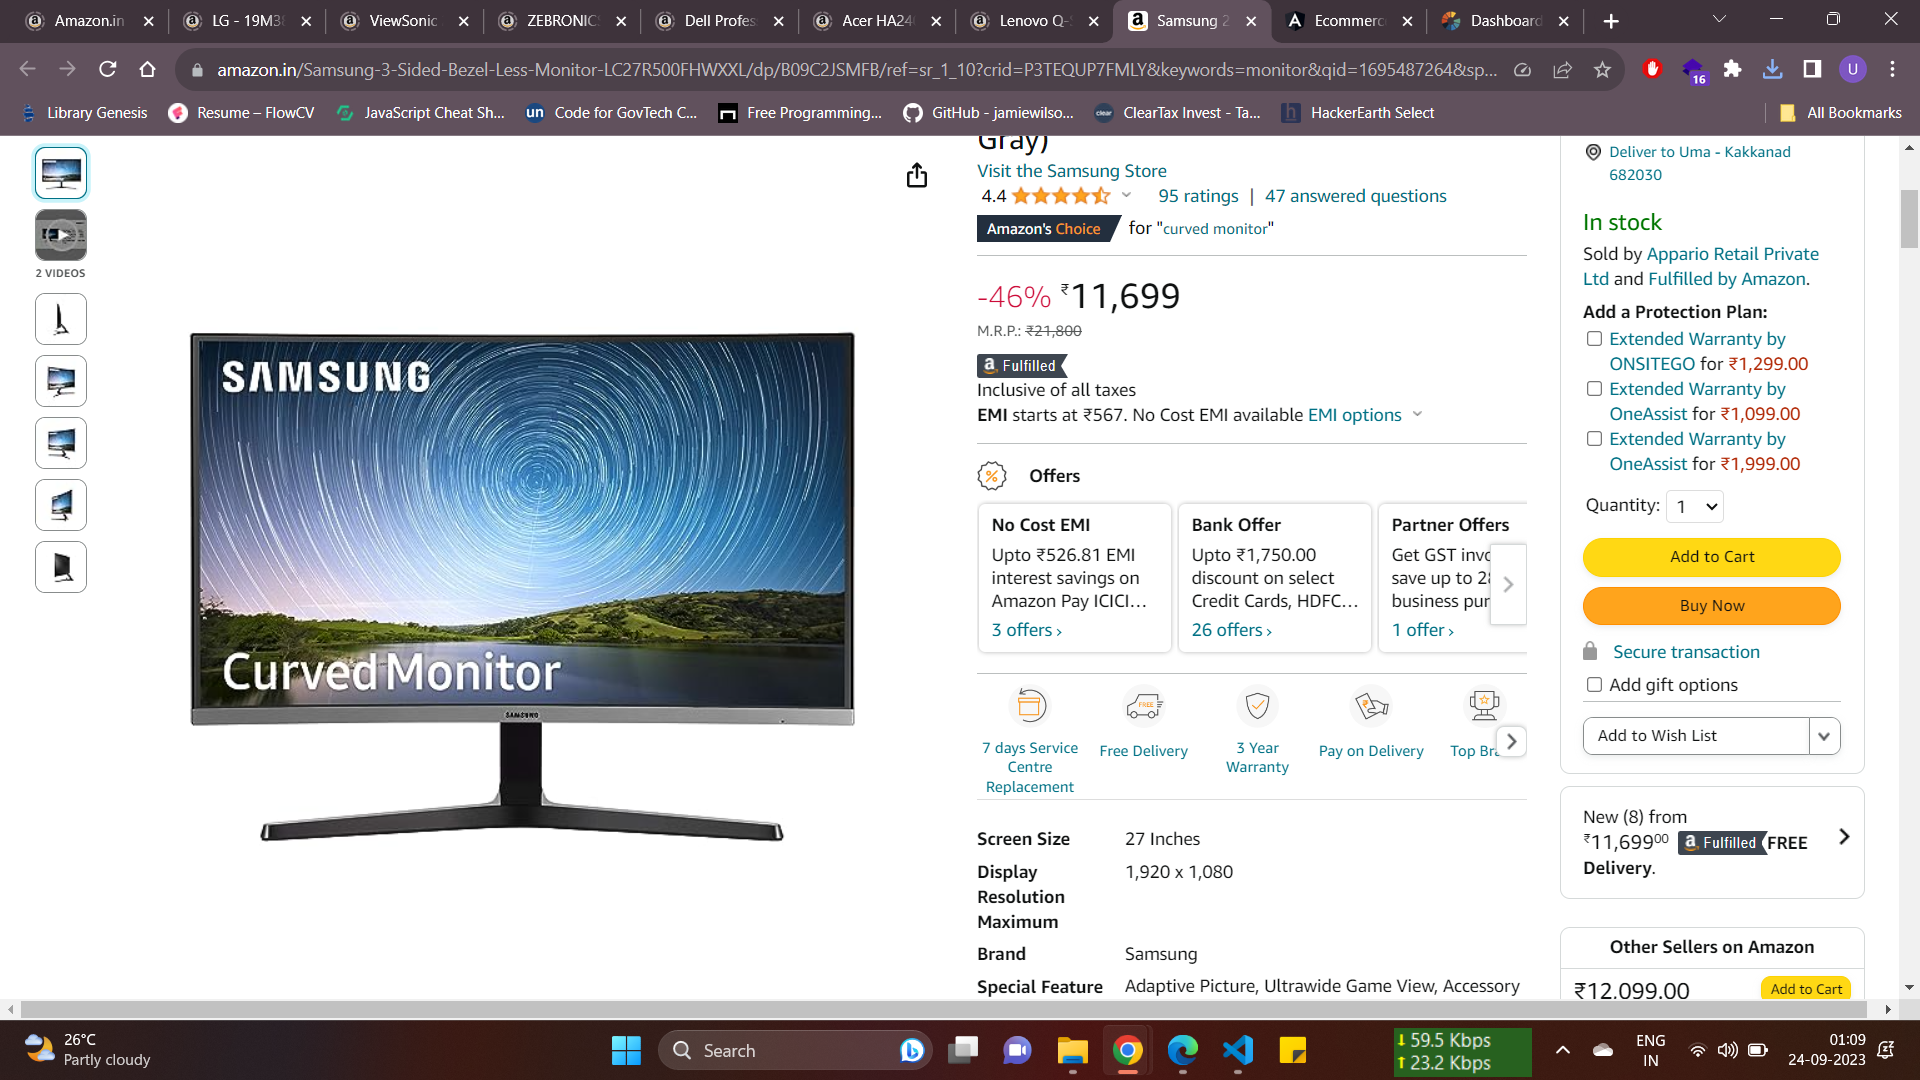 Amazon.in
LG - 19M38
ViewSonic
ZEBRONICS
Dell Profes
Acer HA24
Lenovo Q-
Samsung 2
Ecommerc
Dashboard
amazon.in/Samsung-3-Sided-Bezel-Less-Monitor-LC27R500FHWXXL/dp/B09C2JSMFB/ref=sr_1_10?crid=P3TEQUP7FMLY&keywords=monitor&qid=1695487264&sp...
16
U
Library Genesis
Resume – FlowCV
JavaScript Cheat Sh...
un Code for GovTech C...
Free Programming...
GitHub - jamiewilso...
clear ClearTax Invest - Ta...
h HackerEarth Select
All Bookmarks
2 VIDEOS
SAMSUNG
Curved Monitor
SAMSUNG
Gray)
Visit the Samsung Store
4.4 95 ratings | 47 answered questions
Amazon's Choice for "curved monitor"
-46% ₹11,699
M.R.P.: ₹21,800
a Fulfilled
Inclusive of all taxes
EMI starts at ₹567. No Cost EMI available EMI options
Offers
No Cost EMI
Upto ₹526.81 EMI
interest savings on
Amazon Pay ICICI…
3 offers ›
Bank Offer
Upto ₹1,750.00
discount on select
Credit Cards, HDFC…
26 offers ›
Partner Offers
Get GST invo
save up to 28
business pur
1 offer ›
7 days Service
Centre
Replacement
FREE
Free Delivery
3 Year
Warranty
Pay on Delivery
Top Bra
Screen Size 27 Inches
Display 1,920 x 1,080
Resolution
Maximum
Brand Samsung
Special Feature Adaptive Picture, Ultrawide Game View, Accessory
Deliver to Uma - Kakkanad
682030
In stock
Sold by Appario Retail Private
Ltd and Fulfilled by Amazon.
Add a Protection Plan:
Extended Warranty by
ONSITEGO for ₹1,299.00
Extended Warranty by
OneAssist for ₹1,099.00
Extended Warranty by
OneAssist for ₹1,999.00
Quantity: 1
Add to Cart
Buy Now
Secure transaction
Add gift options
Add to Wish List
New (8) from
₹11,69900 a Fulfilled FREE
Delivery.
Other Sellers on Amazon
₹12,099.00
Add to Cart
26°C
Partly cloudy
Search
59.5 Kbps
23.2 Kbps
ENG
IN
01:09
24-09-2023